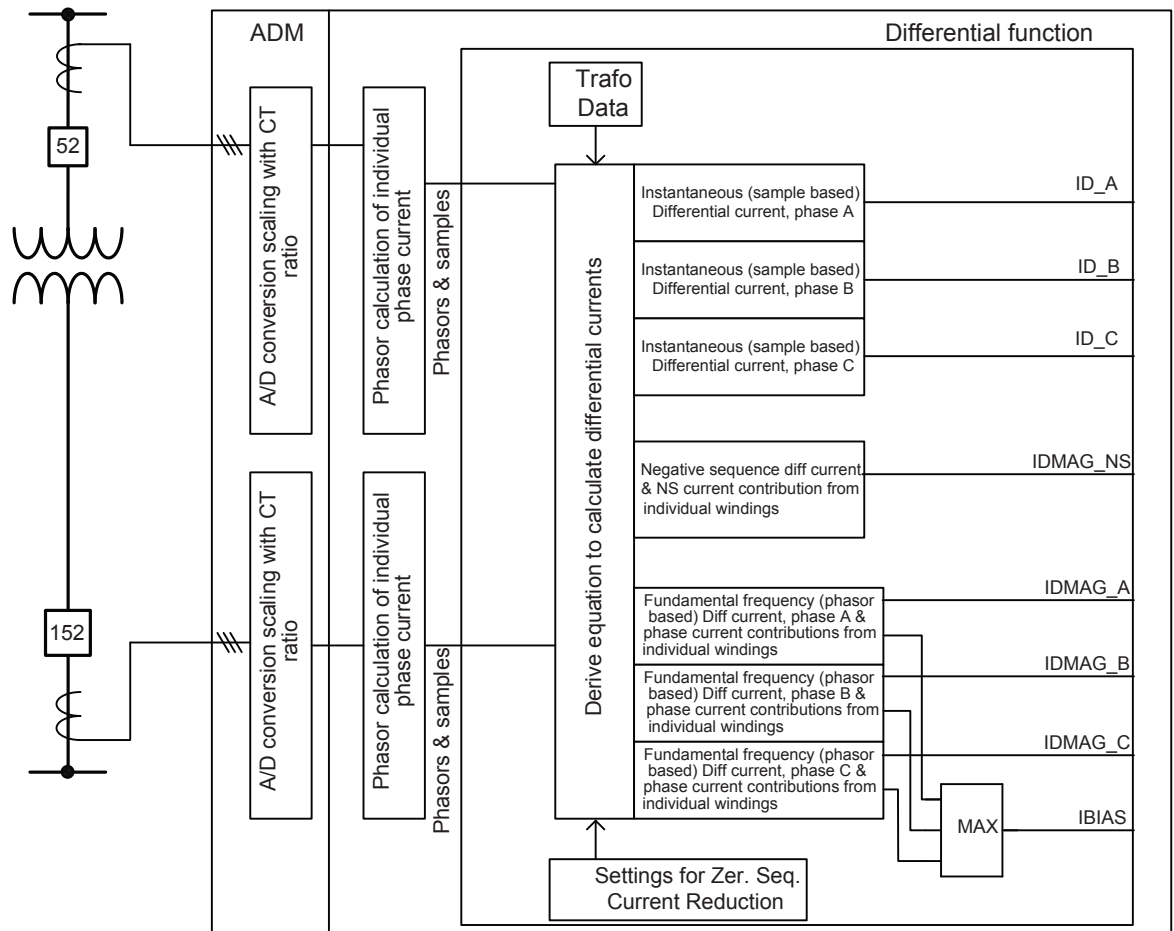 ADM
Differential function
Trafo
Data
52
A/D conversion scaling with CT
ratio
Phasor calculation of individual
phase current
Phasors & samples
Derive equation to calculate differential currents
Instantaneous (sample based)
Differential current, phase A
ID_A
Instantaneous (sample based)
Differential current, phase B
ID_B
Instantaneous (sample based)
Differential current, phase C
ID_C
Negative sequence diff current
& NS current contribution from
individual windings
IDMAG_NS
152
A/D conversion scaling with CT
ratio
Phasor calculation of individual
phase current
Phasors & samples
Fundamental frequency (phasor
based) Diff current, phase A &
phase current contributions from
individual windings
IDMAG_A
Fundamental frequency (phasor
based) Diff current, phase B &
phase current contributions from
individual windings
IDMAG_B
Fundamental frequency (phasor
based) Diff current, phase C &
phase current contributions from
individual windings
IDMAG_C
MAX
IBIAS
Settings for Zer. Seq.
Current Reduction